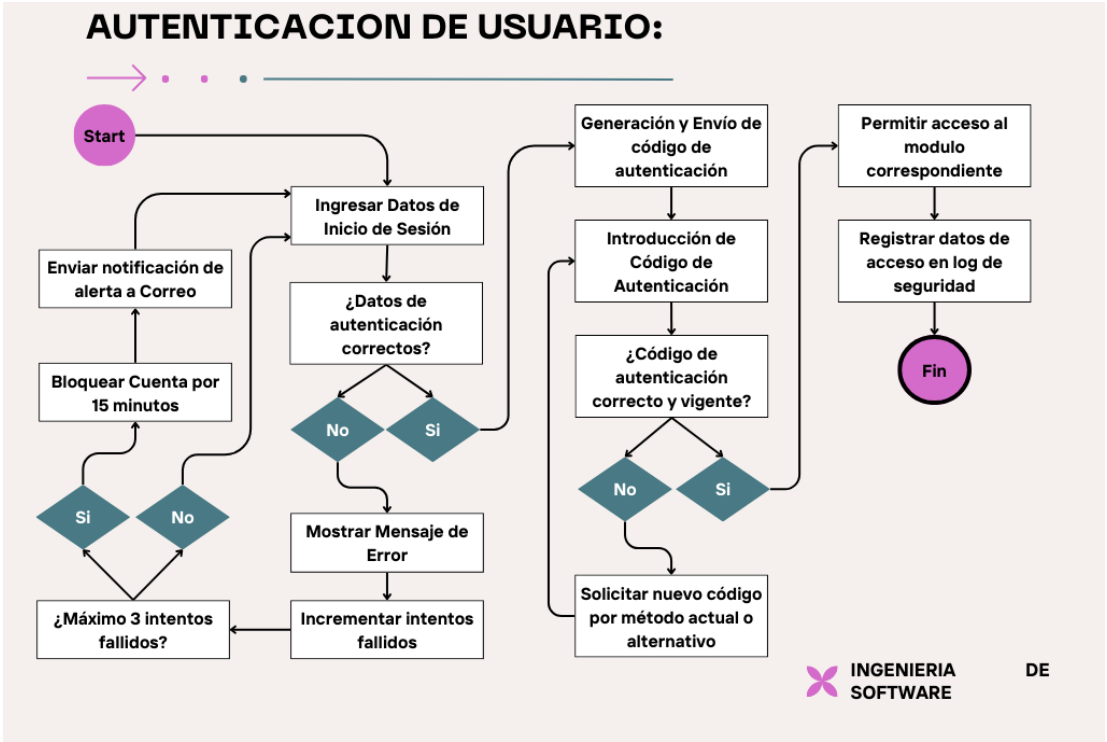 AUTENTICACION DE USUARIO:
Start
Ingresar Datos de
Inicio de Sesión
¿Datos de
autenticación
correctos?
No
Si
Mostrar Mensaje de
Error
Incrementar intentos
fallidos
¿Máximo 3 intentos
fallidos?
Si
No
Bloquear Cuenta por
15 minutos
Enviar notificación de
alerta a Correo
Generación y Envío de
código de
autenticación
Introducción de
Código de
Autenticación
¿Código de
autenticación
correcto y vigente?
No
Si
Solicitar nuevo código
por método actual o
alternativo
Permitir acceso al
modulo
correspondiente
Registrar datos de
acceso en log de
seguridad
Fin
INGENIERIA DE
SOFTWARE